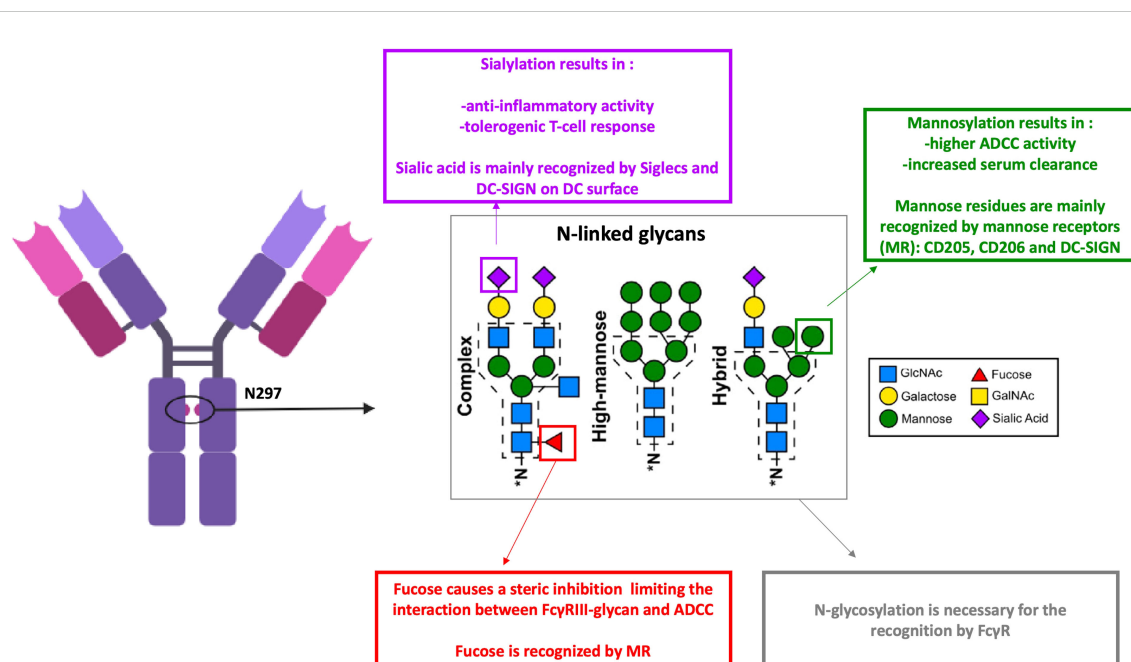 Sialylation results in :
-anti-inflammatory activity
-tolerogenic T-cell response
Sialic acid is mainly recognized by Siglecs and
DC-SIGN on DC surface
Mannosylation results in :
-higher ADCC activity
-increased serum clearance
Mannose residues are mainly
recognized by mannose receptors
(MR): CD205, CD206 and DC-SIGN
N-linked glycans
Complex
High-mannose
Hybrid
N*
N*
N*
N297
GlcNAc
Fucose
Galactose
GalNAc
Mannose
Sialic Acid
Fucose causes a steric inhibition limiting the
interaction between FcγRIII-glycan and ADCC
Fucose is recognized by MR
N-glycosylation is necessary for the
recognition by FcγR